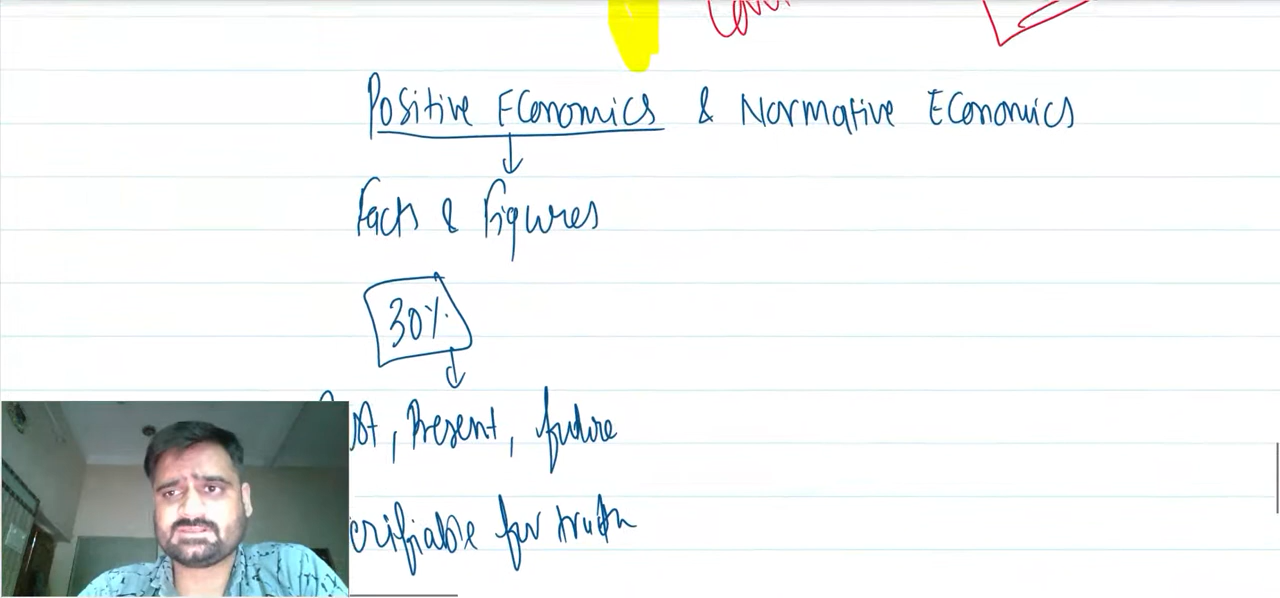 Positive Economics & Normative Economics
Facts & Figures
30%
, Present, future
for truth